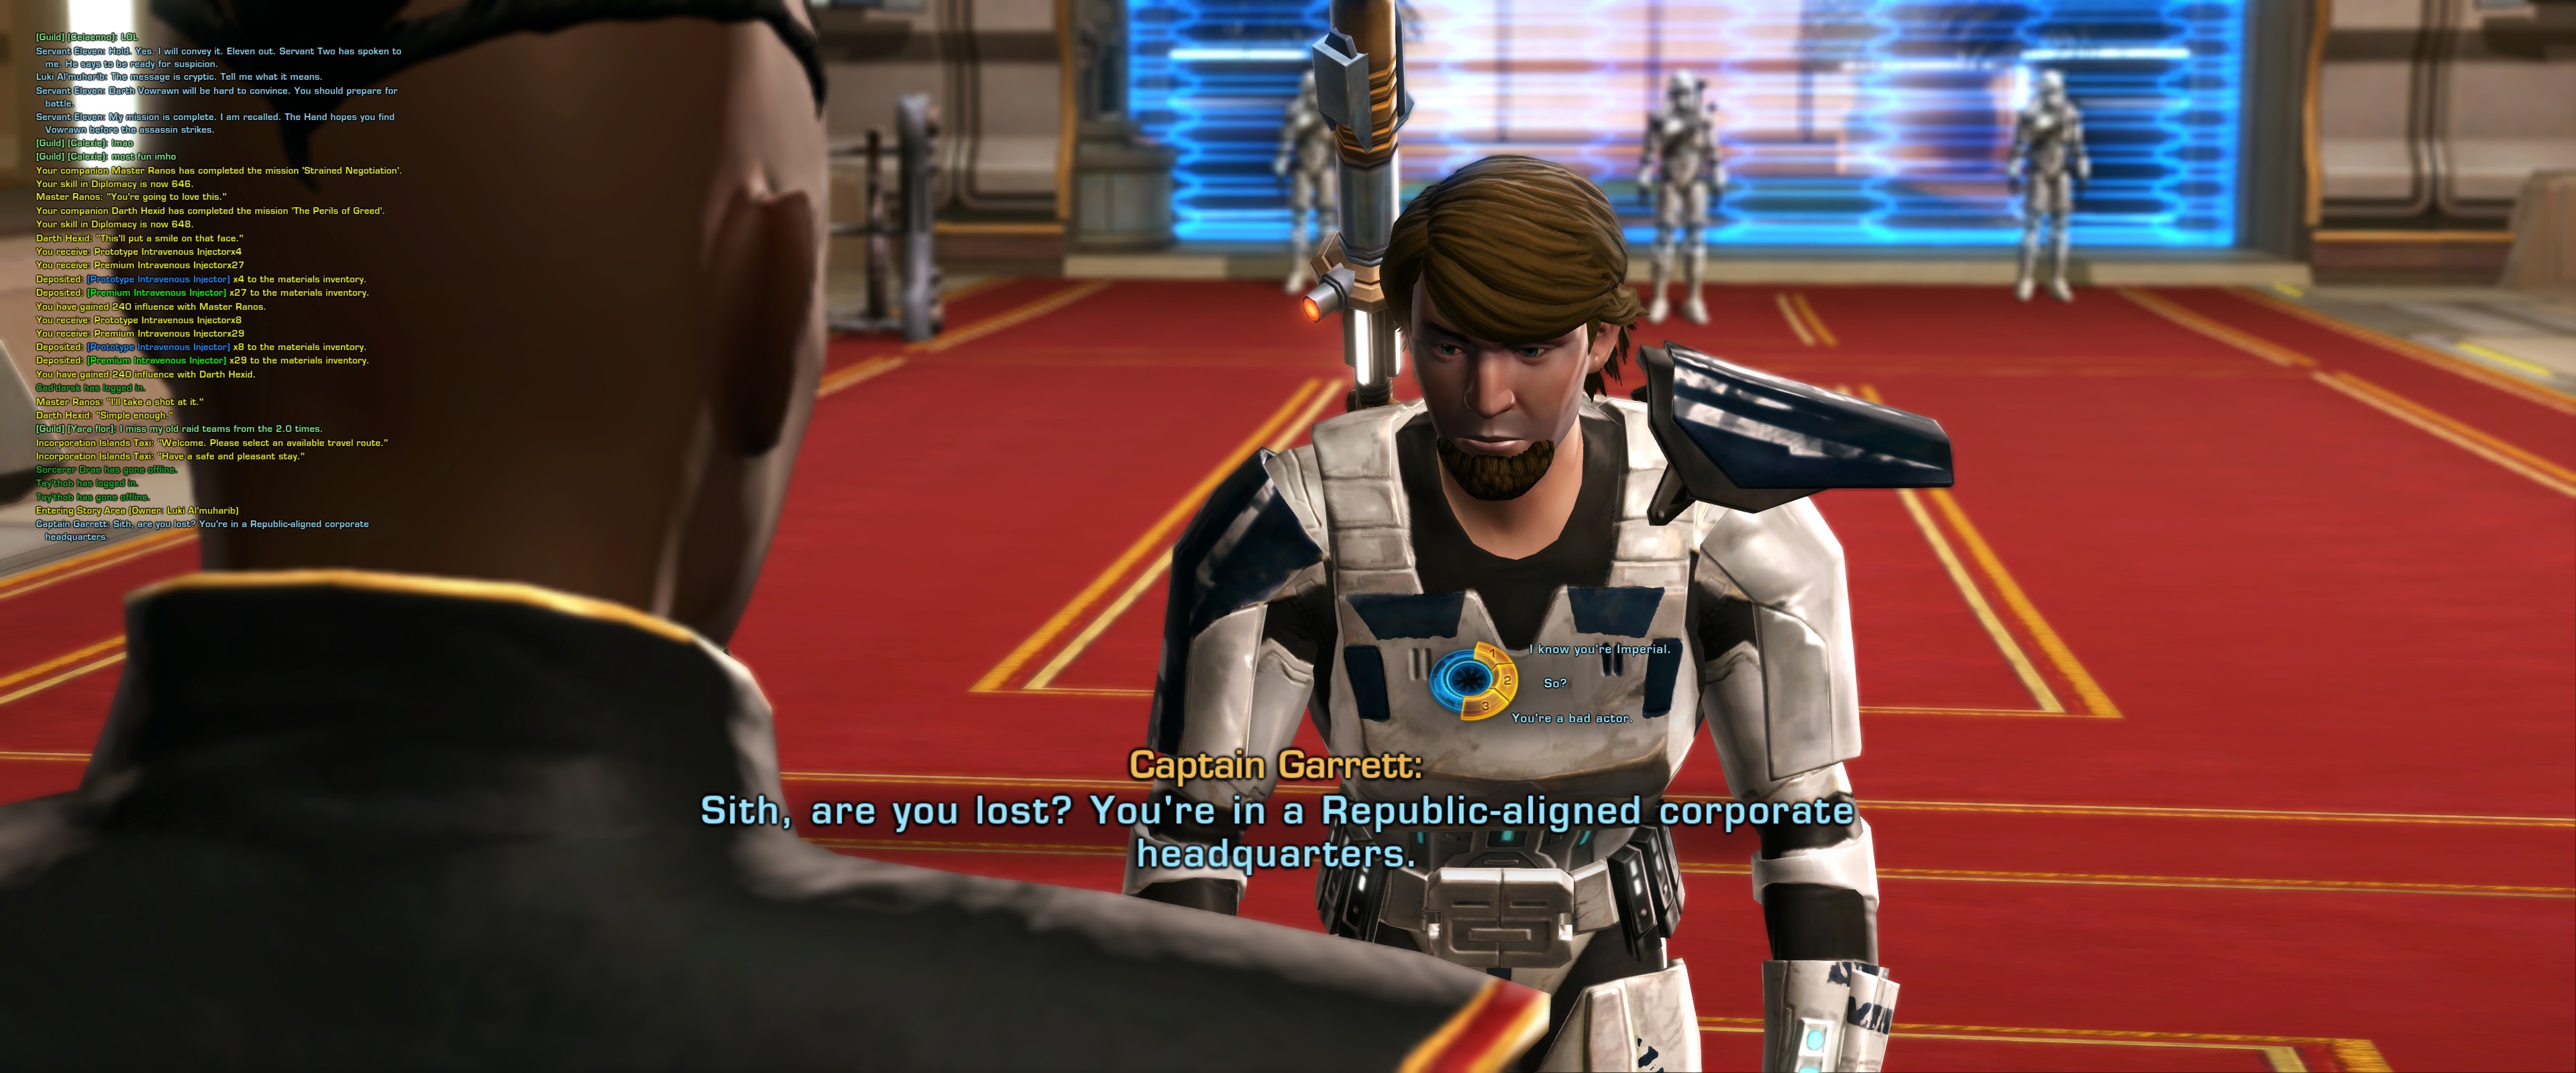 [Guild] [Celaenno]: LOL
Servant Eleven: Hold. Yes. I will convey it. Eleven out. Servant Two has spoken to
me. He says to be ready for suspicion.
Luki Al'muharib: The message is cryptic. Tell me what it means.
Servant Eleven: Darth Vowrawn will be hard to convince. You should prepare for
battle.
Servant Eleven: My mission is complete. I am recalled. The Hand hopes you find
Vowrawn before the assassin strikes.
[Guild] [Calexie]: lmao
[Guild] [Calexie]: most fun imho
Your companion Master Ranos has completed the mission 'Strained Negotiation'.
Your skill in Diplomacy is now 646.
Master Ranos: "You're going to love this."
Your companion Darth Hexid has completed the mission 'The Perils of Greed'.
Your skill in Diplomacy is now 648.
Darth Hexid: "This'll put a smile on that face."
You receive: Prototype Intravenous Injectorx4
You receive: Premium Intravenous Injectorx27
Deposited: [Prototype Intravenous Injector] x4 to the materials inventory.
Deposited: [Premium Intravenous Injector] x27 to the materials inventory.
You have gained 240 influence with Master Ranos.
You receive: Prototype Intravenous Injectorx8
You receive: Premium Intravenous Injectorx29
Deposited: [Prototype Intravenous Injector] x8 to the materials inventory.
Deposited: [Premium Intravenous Injector] x29 to the materials inventory.
You have gained 240 influence with Darth Hexid.
Cad'darsk has logged in.
Master Ranos: "I'll take a shot at it."
Darth Hexid: "Simple enough."
[Guild] [Yara flor]: I miss my old raid teams from the 2.0 times.
Incorporation Islands Taxi: "Welcome. Please select an available travel route."
Incorporation Islands Taxi: "Have a safe and pleasant stay."
Sorcerer Drae has gone offline.
Tay'thob has logged in.
Tay'thob has gone offline.
Entering Story Area (Owner: Luki Al'muharib)
Captain Garrett: Sith, are you lost? You're in a Republic-aligned corporate
headquarters.
1 I know you're Imperial.
2 So?
3 You're a bad actor.
Captain Garrett:
Sith, are you lost? You're in a Republic-aligned corporate
headquarters.